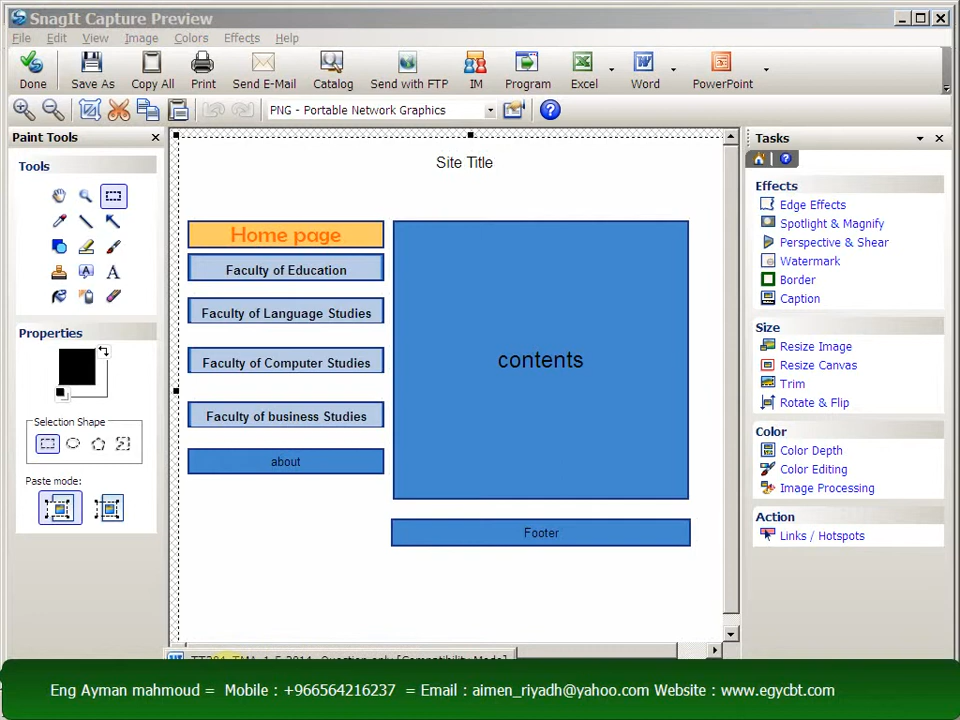 SnagIt Capture Preview
File Edit View Image Colors Effects Help
Done Save As Copy All Print Send E-Mail Catalog Send with FTP IM Program Excel Word PowerPoint
PNG - Portable Network Graphics
Paint Tools
Tools
Properties
Selection Shape
Paste mode:
Site Title
Home page
Faculty of Education
Faculty of Language Studies
Faculty of Computer Studies
Faculty of business Studies
about
contents
Footer
Tasks
Effects
Edge Effects
Spotlight & Magnify
Perspective & Shear
Watermark
Border
Caption
Size
Resize Image
Resize Canvas
Trim
Rotate & Flip
Color
Color Depth
Color Editing
Image Processing
Action
Links / Hotspots
Eng Ayman mahmoud = Mobile : +966564216237 = Email : aimen_riyadh@yahoo.com Website : www.egycbt.com